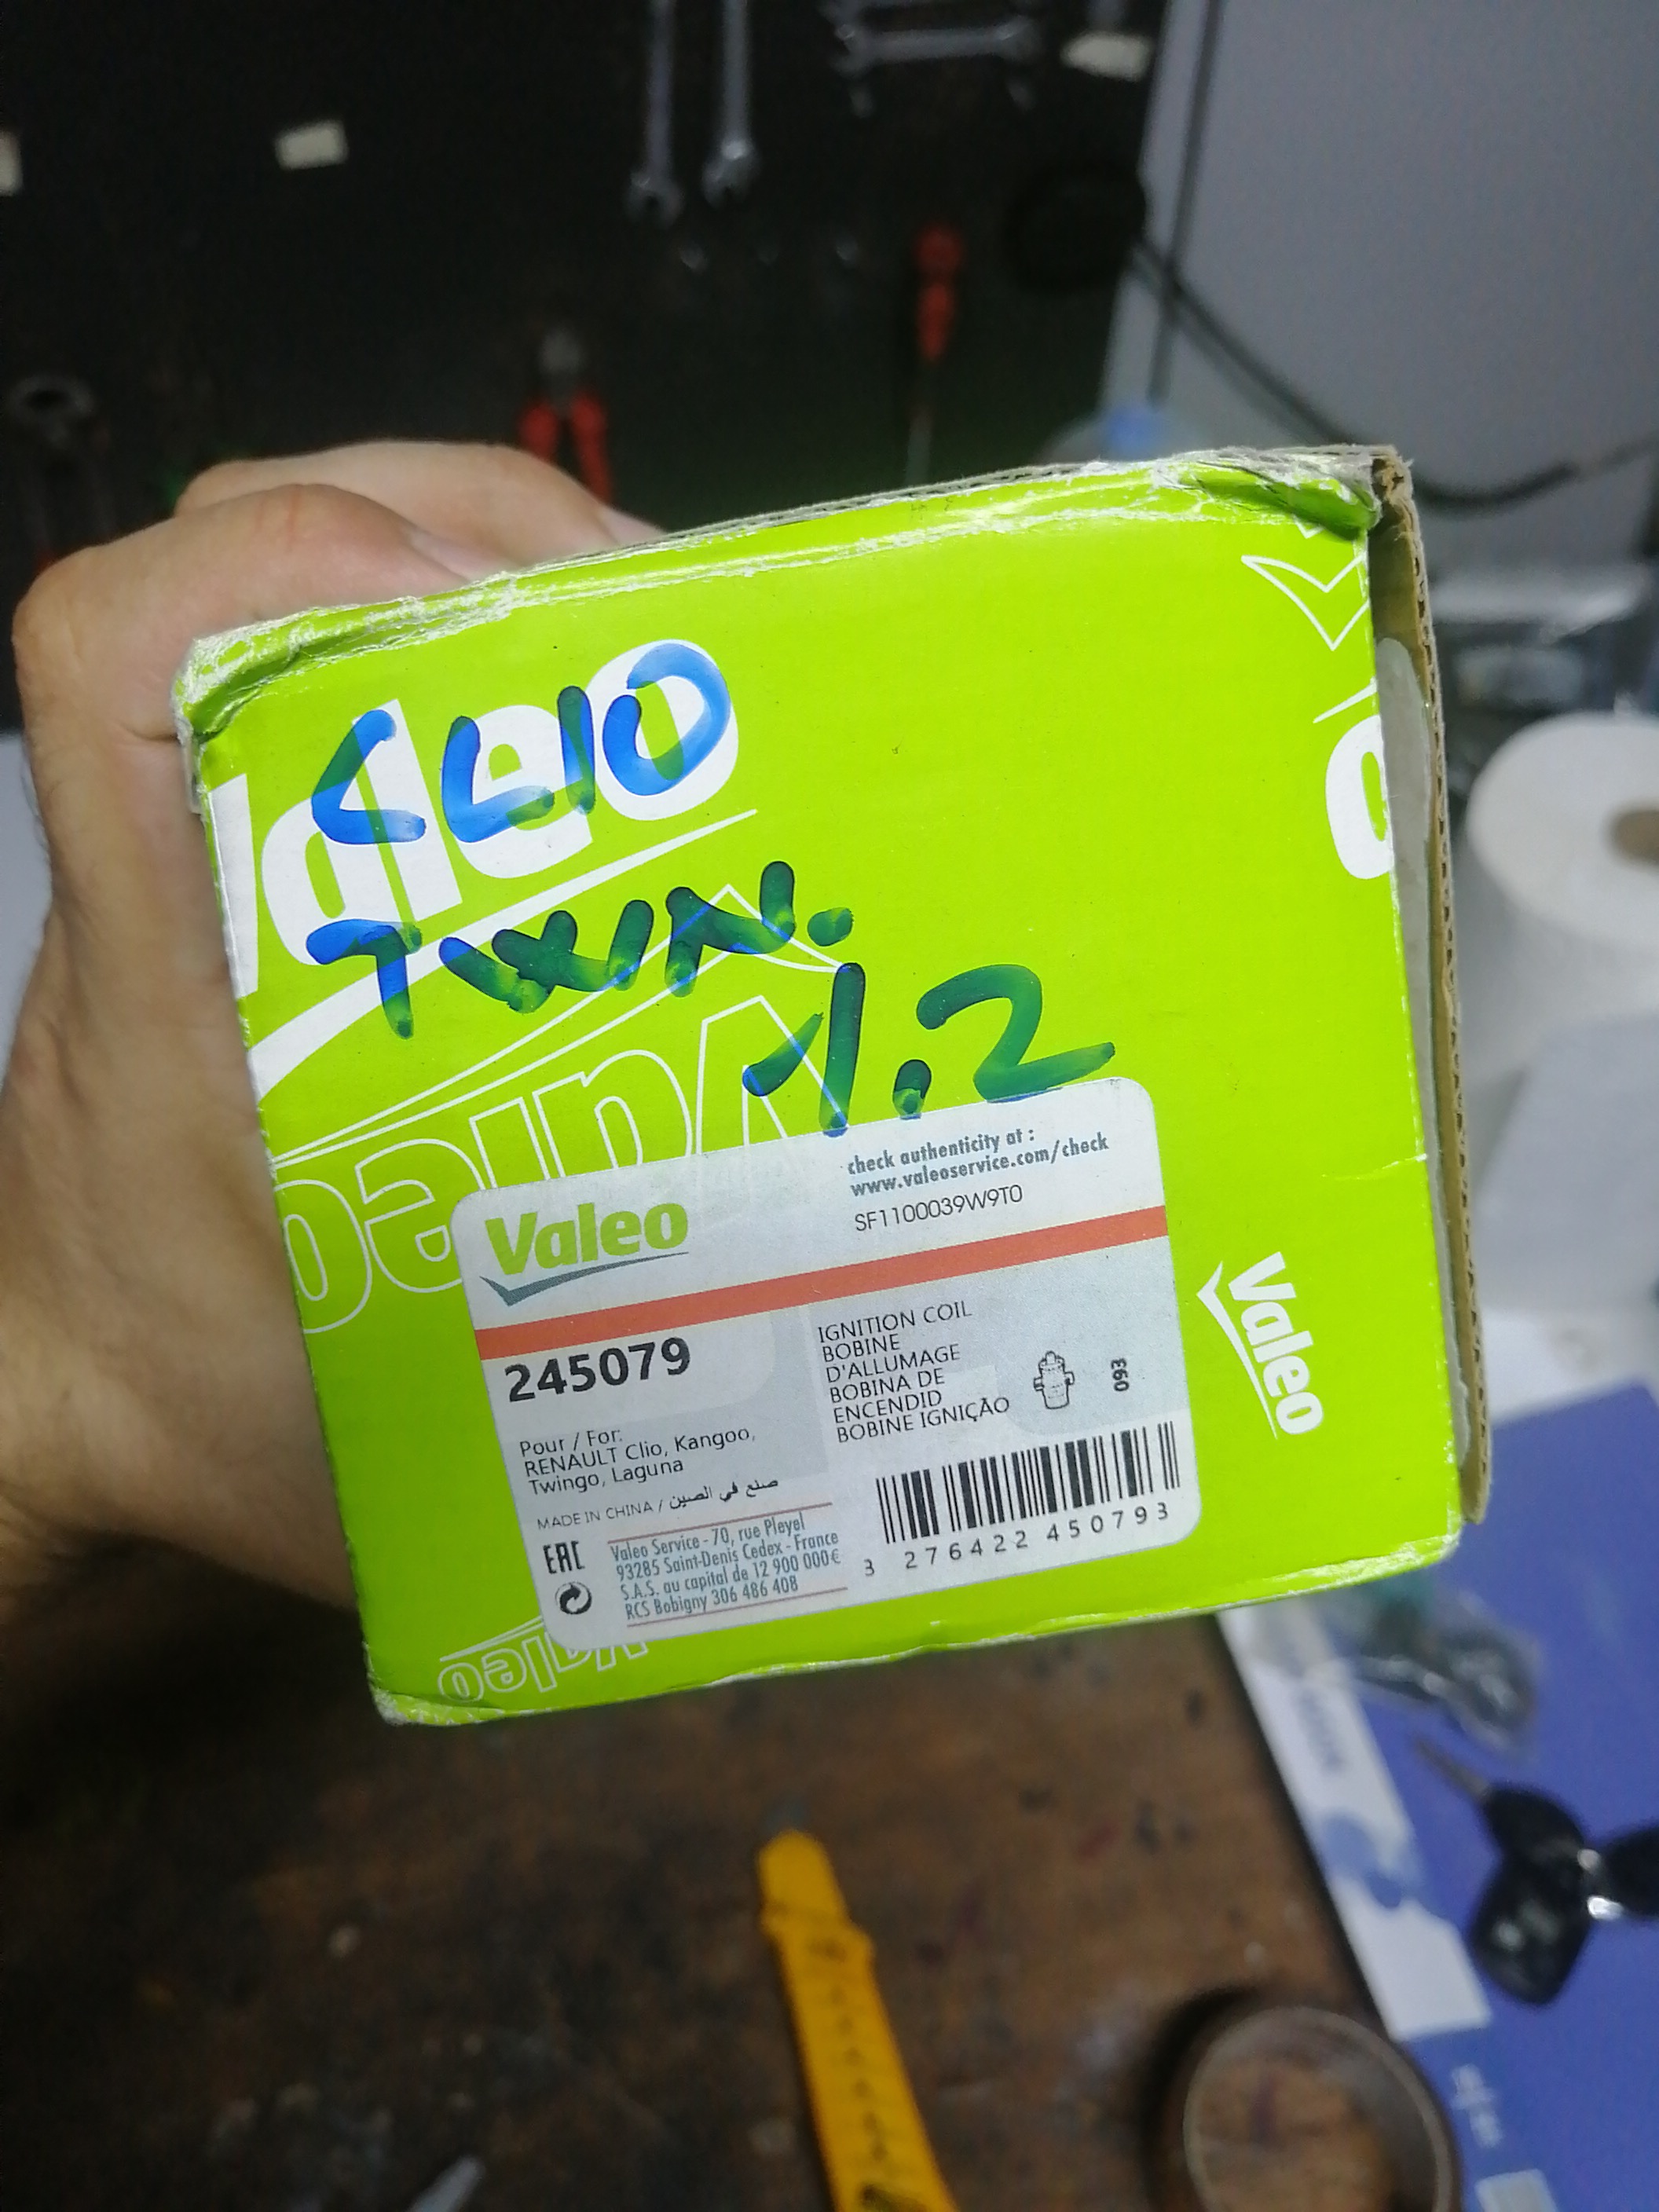 Valeo
CLIO
TWIN.
1.2
Valeo
check authenticity at :
www.valeoservice.com/check
SF1100039W9T0
Valeo
245079
IGNITION COIL
BOBINE
D'ALLUMAGE
BOBINA DE
ENCENDID
BOBINE IGNIÇÃO
093
Pour / For:
RENAULT Clio, Kangoo,
Twingo, Laguna
MADE IN CHINA / صنع في الصين
EAC
Valeo Service - 70, rue Pleyel
93285 Saint-Denis Cedex - France
S.A.S. au capital de 12 900 000€
RCS Bobigny 306 486 408
3 276422 450793
Valeo
Valeo